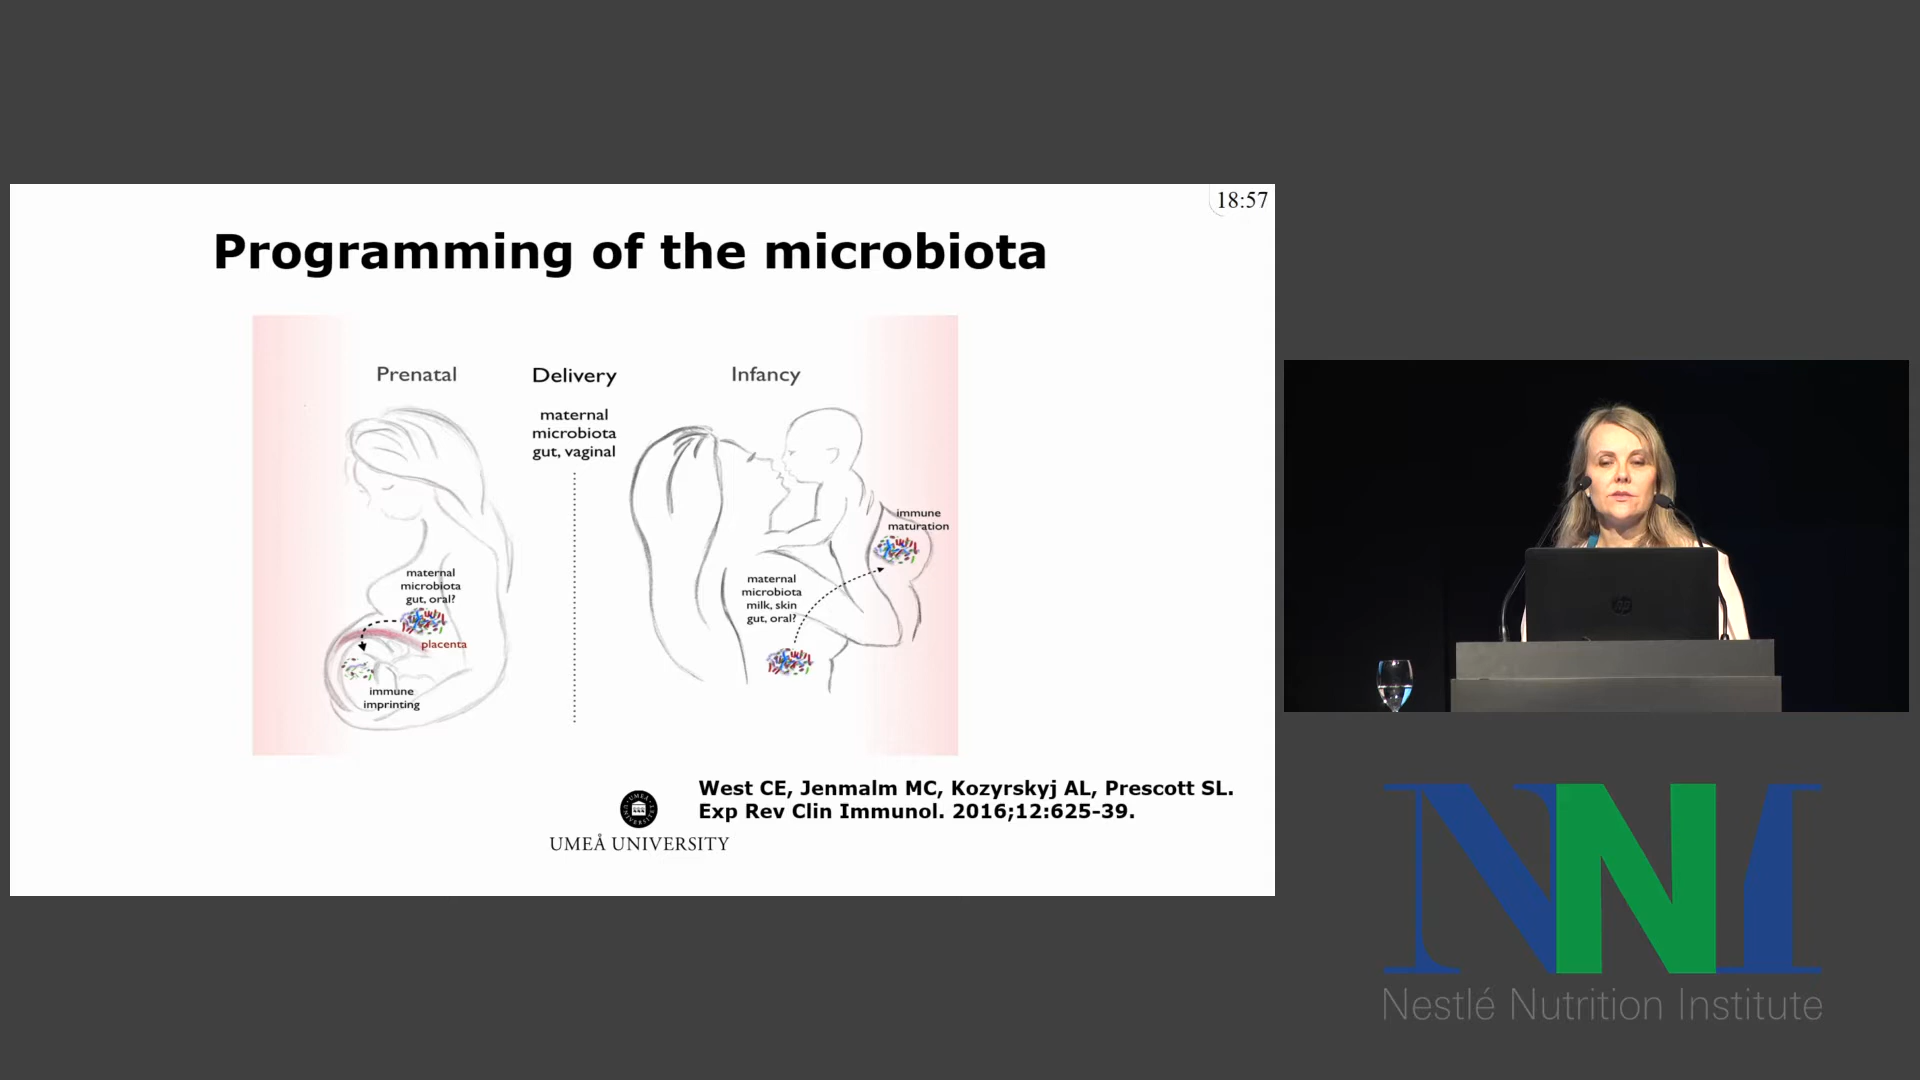 18:57
Programming of the microbiota
Prenatal
Delivery
Infancy
maternal
microbiota
gut, vaginal
immune
maturation
maternal
microbiota
gut, oral?
maternal
microbiota
milk, skin
gut, oral?
placenta
immune
imprinting
West CE, Jenmalm MC, Kozyrskyj AL, Prescott SL.
Exp Rev Clin Immunol. 2016;12:625-39.
UMEÅ UNIVERSITY
hp
NNI
Nestlé Nutrition Institute